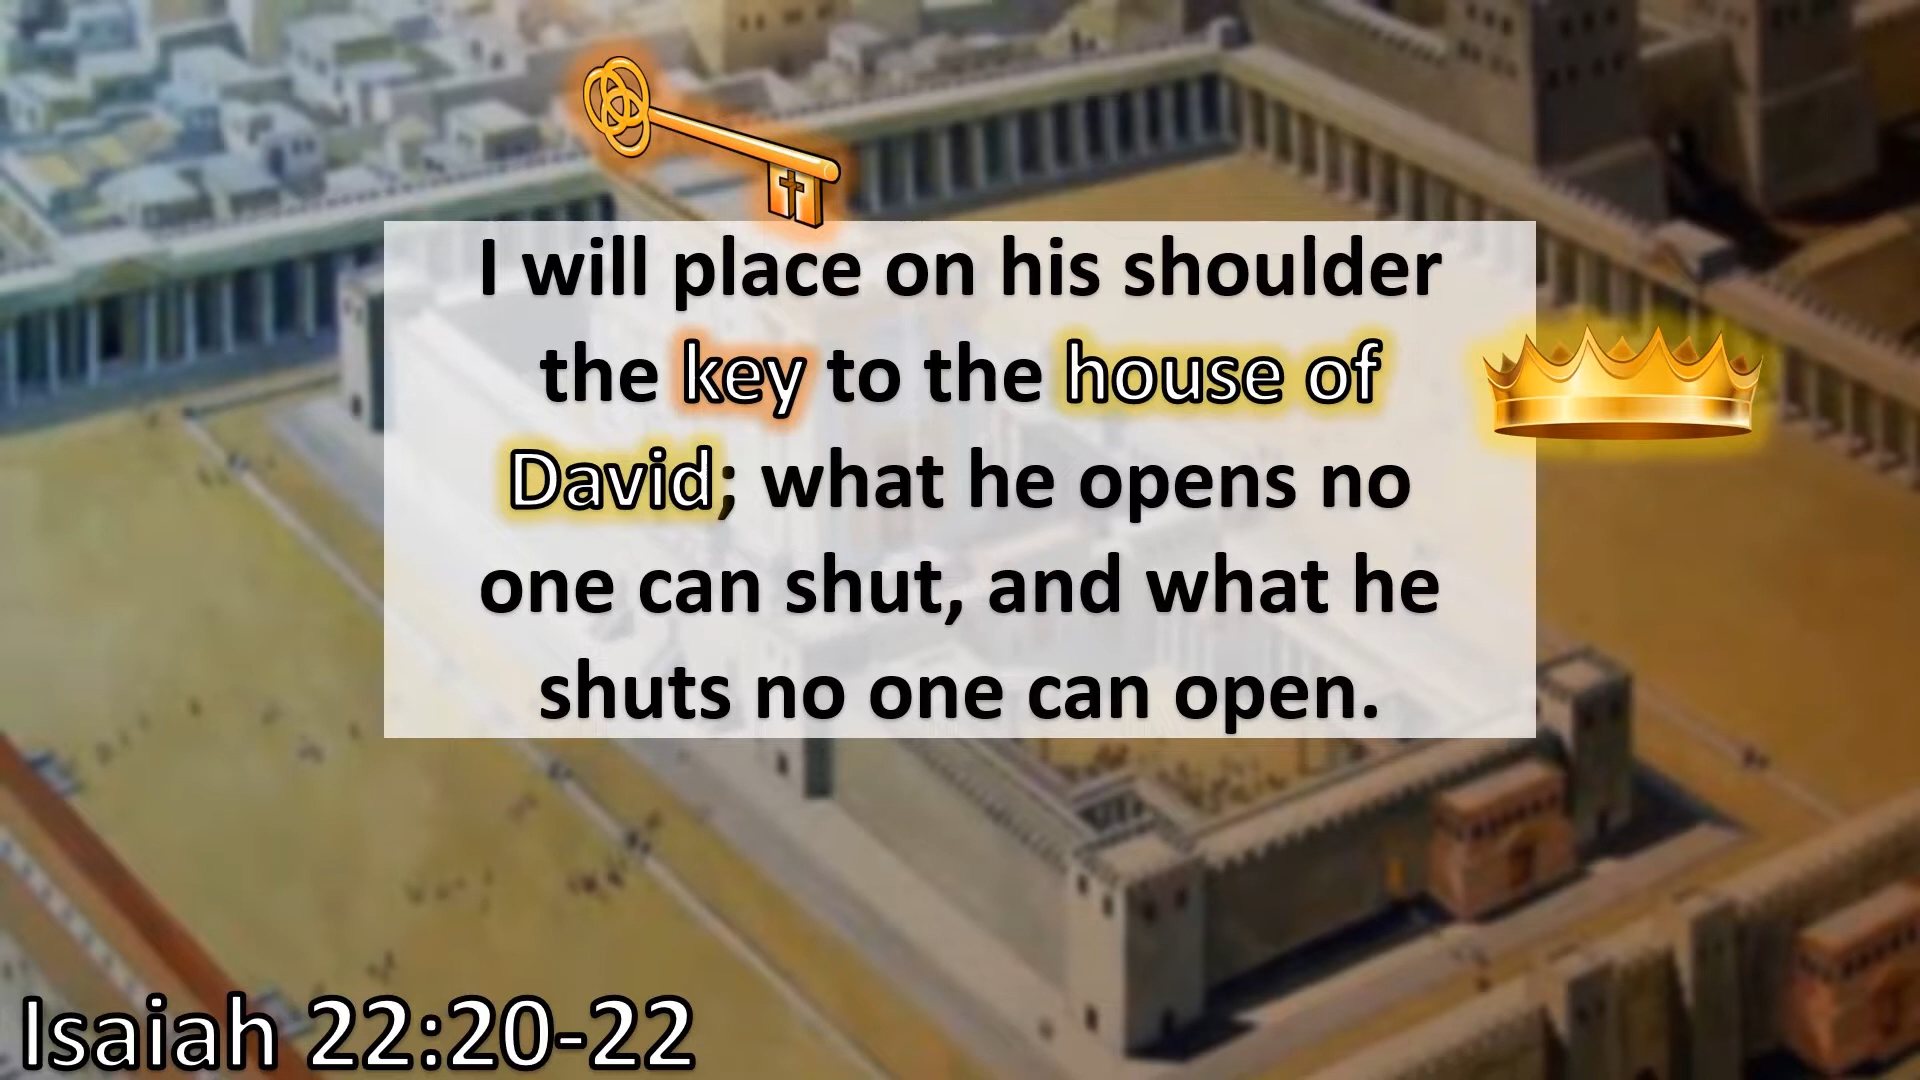 I will place on his shoulder
the key to the house of
David; what he opens no
one can shut, and what he
shuts no one can open.
Isaiah 22:20-22